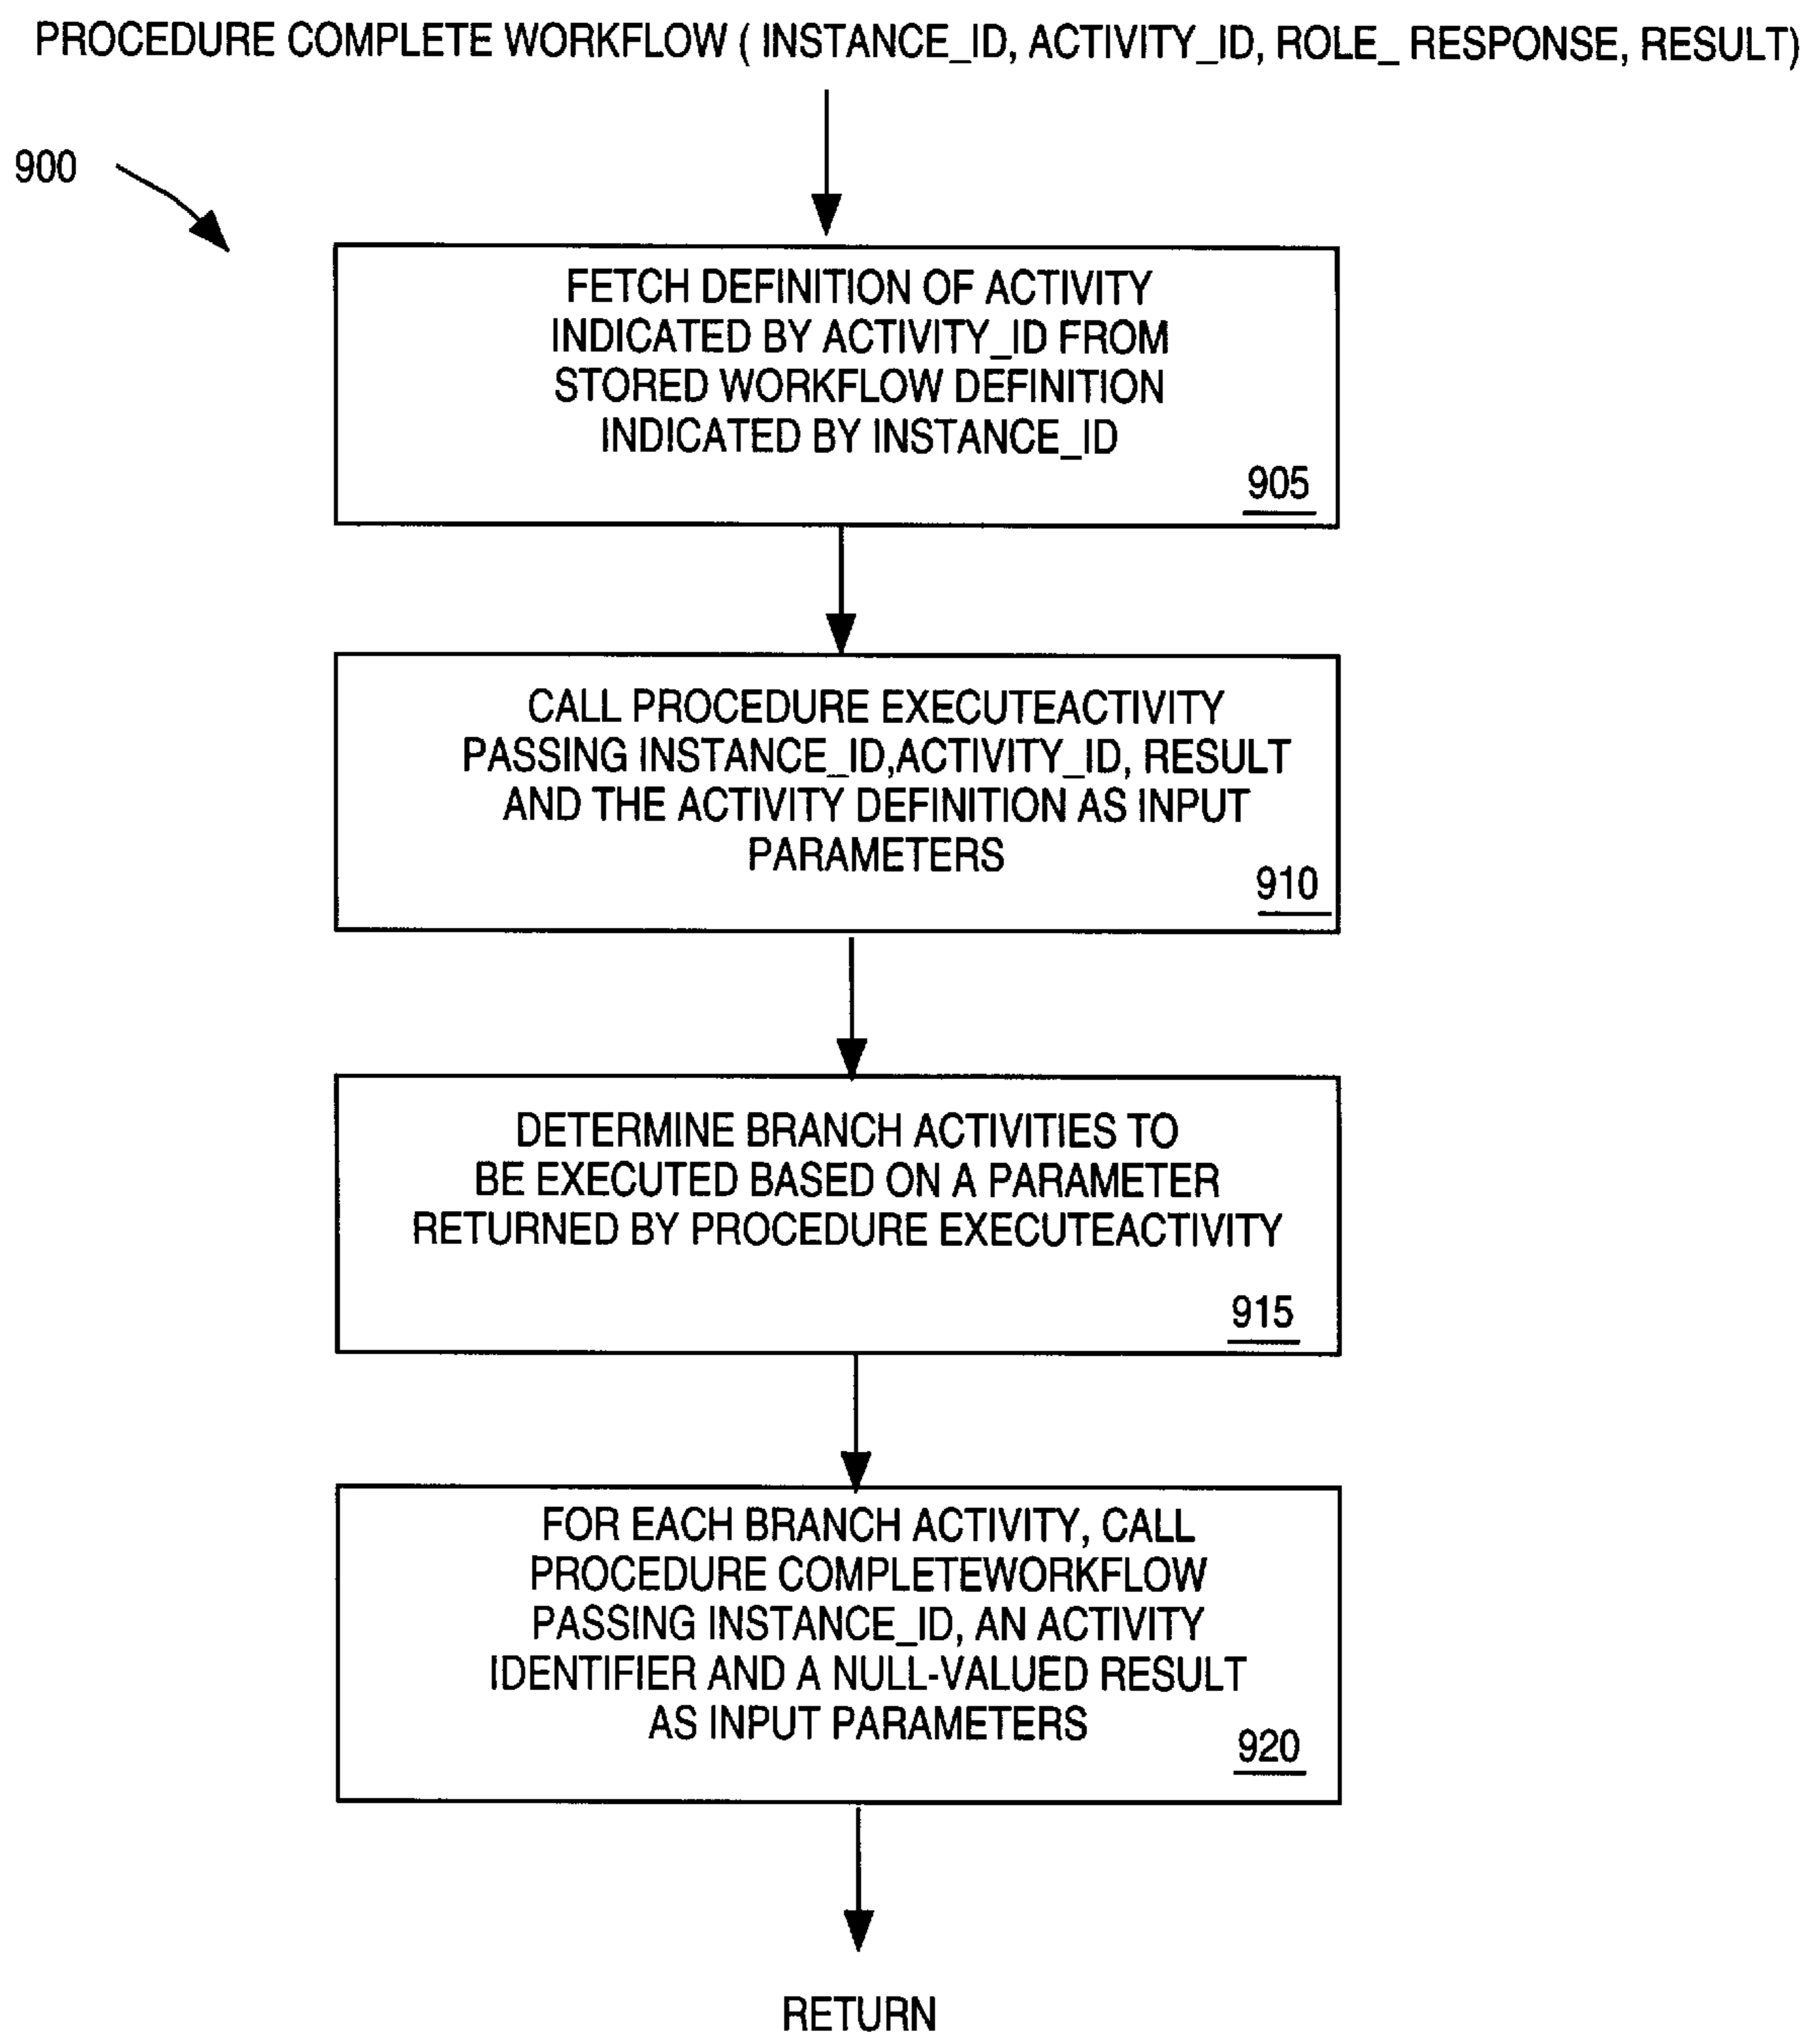 PROCEDURE COMPLETE WORKFLOW ( INSTANCE_ID, ACTIVITY_ID, ROLE_ RESPONSE, RESULT)
900
FETCH DEFINITION OF ACTIVITY
INDICATED BY ACTIVITY_ID FROM
STORED WORKFLOW DEFINITION
INDICATED BY INSTANCE_ID
905
CALL PROCEDURE EXECUTEACTIVITY
PASSING INSTANCE_ID,ACTIVITY_ID, RESULT
AND THE ACTIVITY DEFINITION AS INPUT
PARAMETERS
910
DETERMINE BRANCH ACTIVITIES TO
BE EXECUTED BASED ON A PARAMETER
RETURNED BY PROCEDURE EXECUTEACTIVITY
915
FOR EACH BRANCH ACTIVITY, CALL
PROCEDURE COMPLETEWORKFLOW
PASSING INSTANCE_ID, AN ACTIVITY
IDENTIFIER AND A NULL-VALUED RESULT
AS INPUT PARAMETERS
920
RETURN